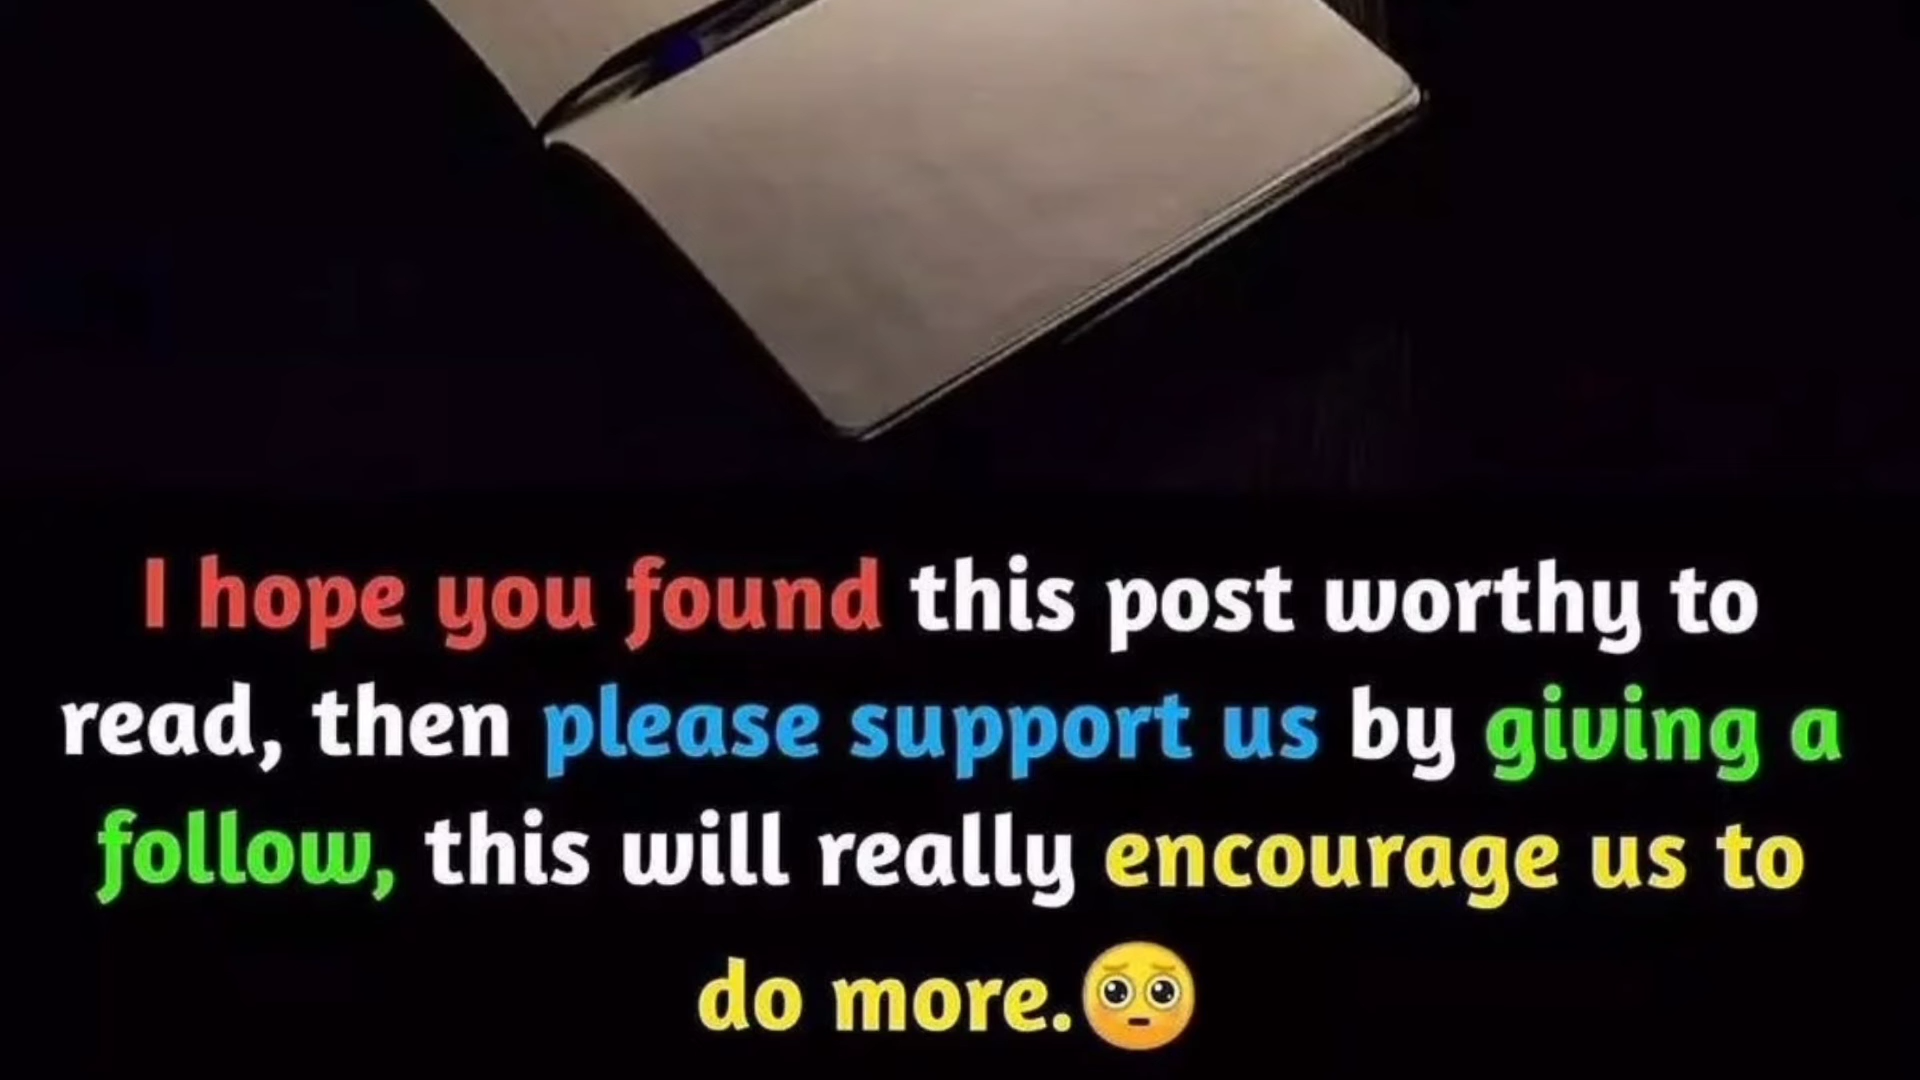 I hope you found this post worthy to
read, then please support us by giving a
follow, this will really encourage us to
do more.🥺